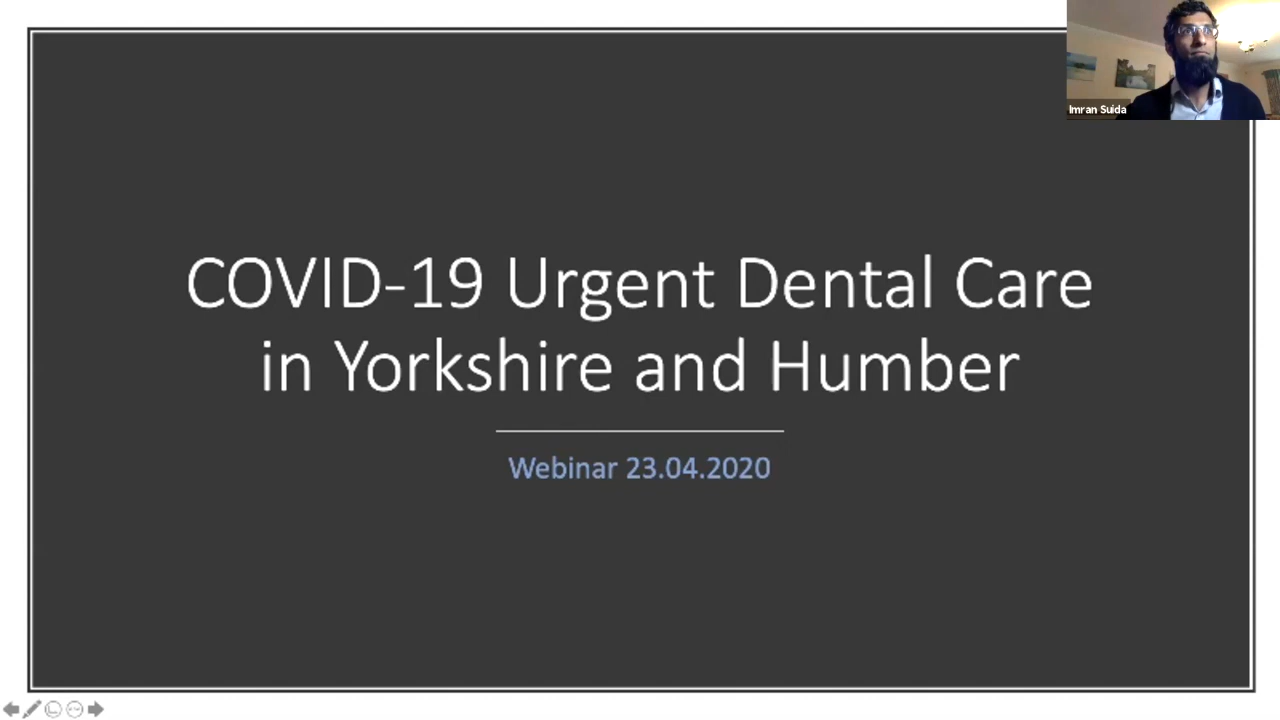 Imran Suida
COVID-19 Urgent Dental Care
in Yorkshire and Humber
Webinar 23.04.2020